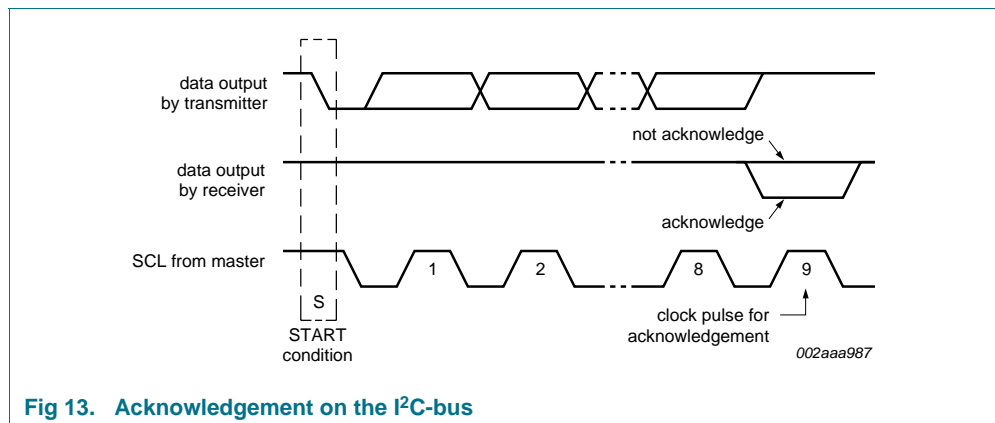 data output
by transmitter
not acknowledge
data output
by receiver
acknowledge
SCL from master
1
2
8
9
S
START
condition
clock pulse for
acknowledgement
002aaa987
Fig 13. Acknowledgement on the I²C-bus